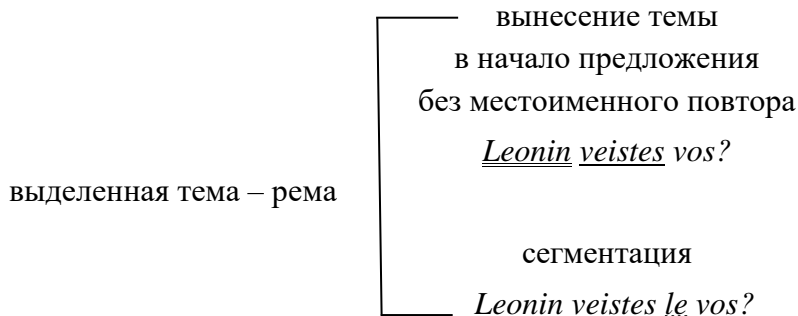 вынесение темы
в начало предложения
без местоименного повтора
Leonin veistes vos?
выделенная тема – рема
сегментация
Leonin veistes le vos?